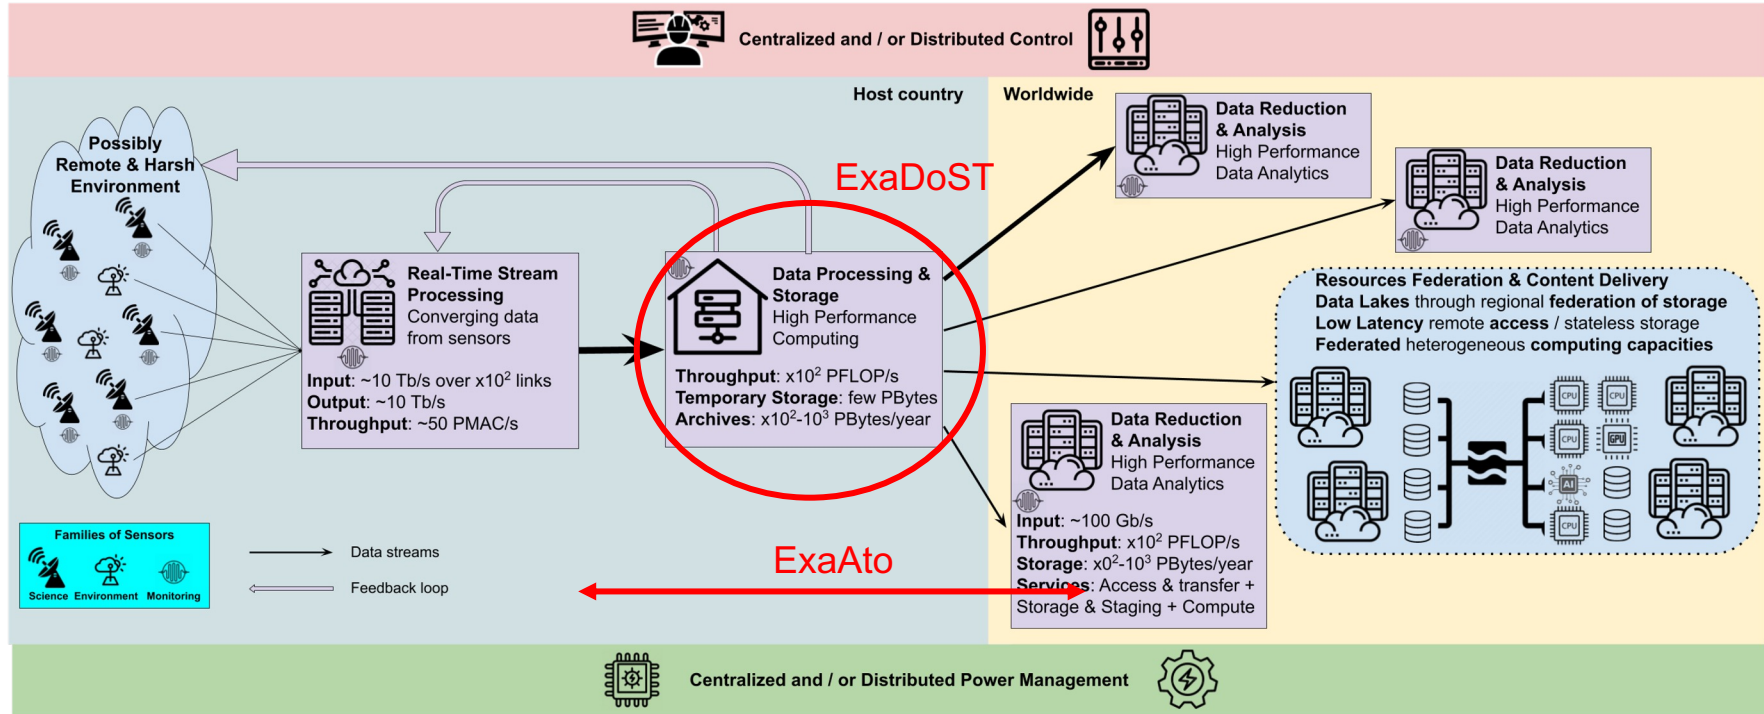 Centralized and / or Distributed Control
Host country
Worldwide
Possibly
Remote & Harsh
Environment
ExaDoST
Real-Time Stream
Processing
Converging data
from sensors
Input: ~10 Tb/s over x10² links
Output: ~10 Tb/s
Throughput: ~50 PMAC/s
Data Processing &
Storage
High Performance
Computing
Throughput: x10² PFLOP/s
Temporary Storage: few PBytes
Archives: x10²-10³ PBytes/year
Data Reduction
& Analysis
High Performance
Data Analytics
Data Reduction
& Analysis
High Performance
Data Analytics
Resources Federation & Content Delivery
Data Lakes through regional federation of storage
Low Latency remote access / stateless storage
Federated heterogeneous computing capacities
CPU
CPU
CPU
GPU
AI
CPU
Data Reduction
& Analysis
High Performance
Data Analytics
Input: ~100 Gb/s
Throughput: x10² PFLOP/s
Storage: x0²-10³ PBytes/year
Services: Access & transfer +
Storage & Staging + Compute
ExaAto
Families of Sensors
Science Environment Monitoring
Data streams
Feedback loop
Centralized and / or Distributed Power Management